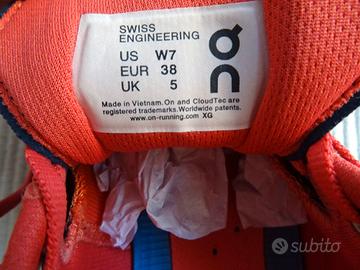 SWISS
ENGINEERING
US W7
EUR 38
UK 5
on
Made in Vietnam. On and CloudTec are
registered trademarks. Worldwide patents.
www.on-running.com XG
subito